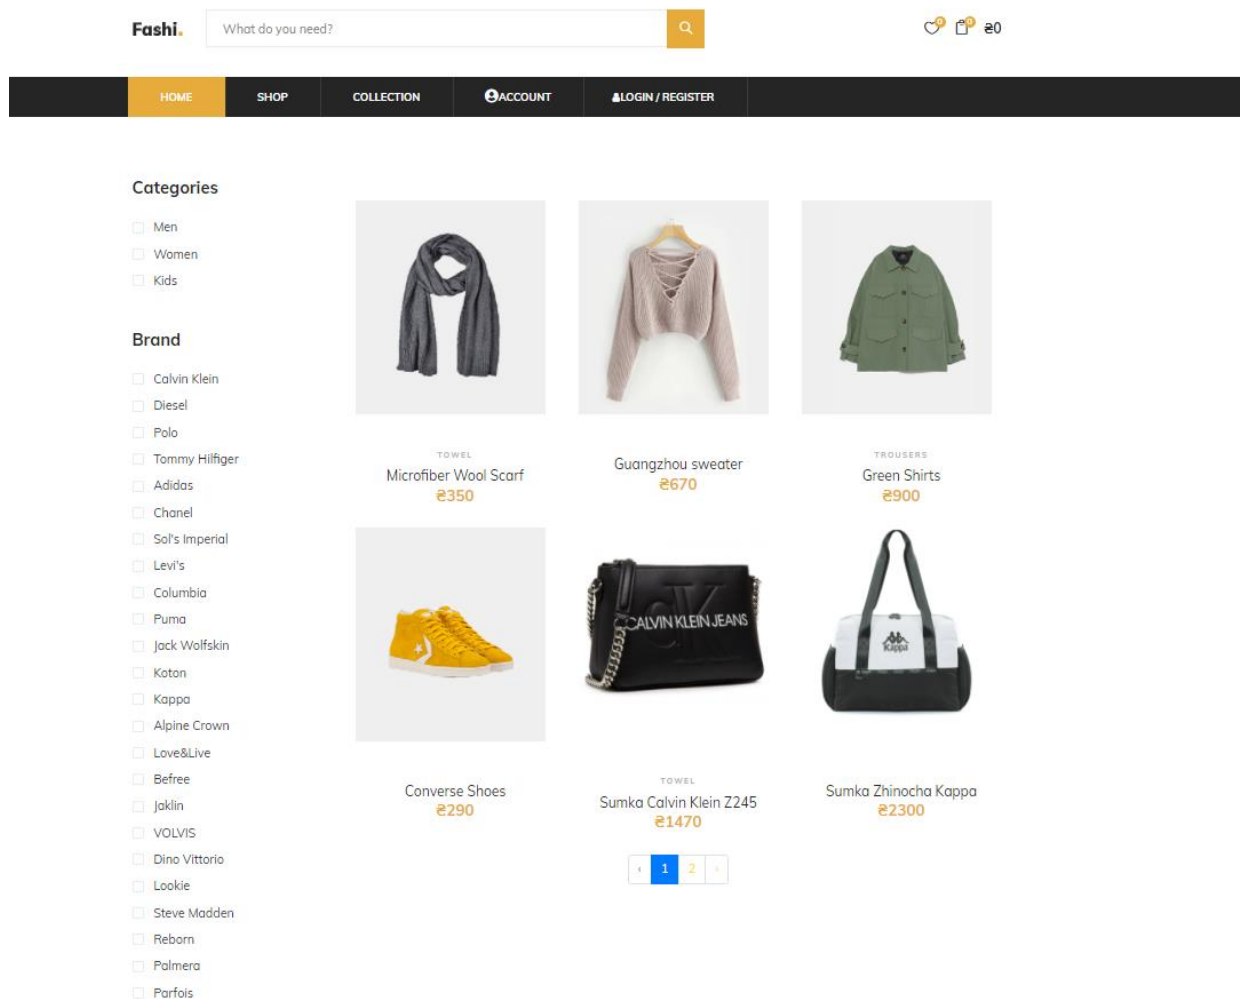 Fashi.
What do you need?
0
0
₴0
HOME
SHOP
COLLECTION
ACCOUNT
LOGIN / REGISTER
Categories
Men
Women
Kids
Brand
Calvin Klein
Diesel
Polo
Tommy Hilfiger
Adidas
Chanel
Sol's Imperial
Levi's
Columbia
Puma
Jack Wolfskin
Koton
Kappa
Alpine Crown
Love&Live
Befree
Jaklin
VOLVIS
Dino Vittorio
Lookie
Steve Madden
Reborn
Palmera
Parfois
TOWEL
Microfiber Wool Scarf
₴350
Guangzhou sweater
₴670
TROUSERS
Green Shirts
₴900
Converse Shoes
₴290
CALVIN KLEIN JEANS
TOWEL
Sumka Calvin Klein Z245
₴1470
Kappa
Sumka Zhinocha Kappa
₴2300
‹ 1 2 ›